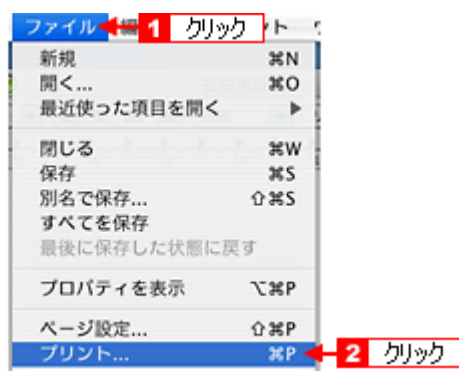 ファイル 1 クリック
新規 ⌘N
開く... ⌘O
最近使った項目を開く ▶
閉じる ⌘W
保存 ⌘S
別名で保存... ⇧⌘S
すべてを保存
最後に保存した状態に戻す
プロパティを表示 ⌥⌘P
ページ設定... ⇧⌘P
プリント... ⌘P 2 クリック